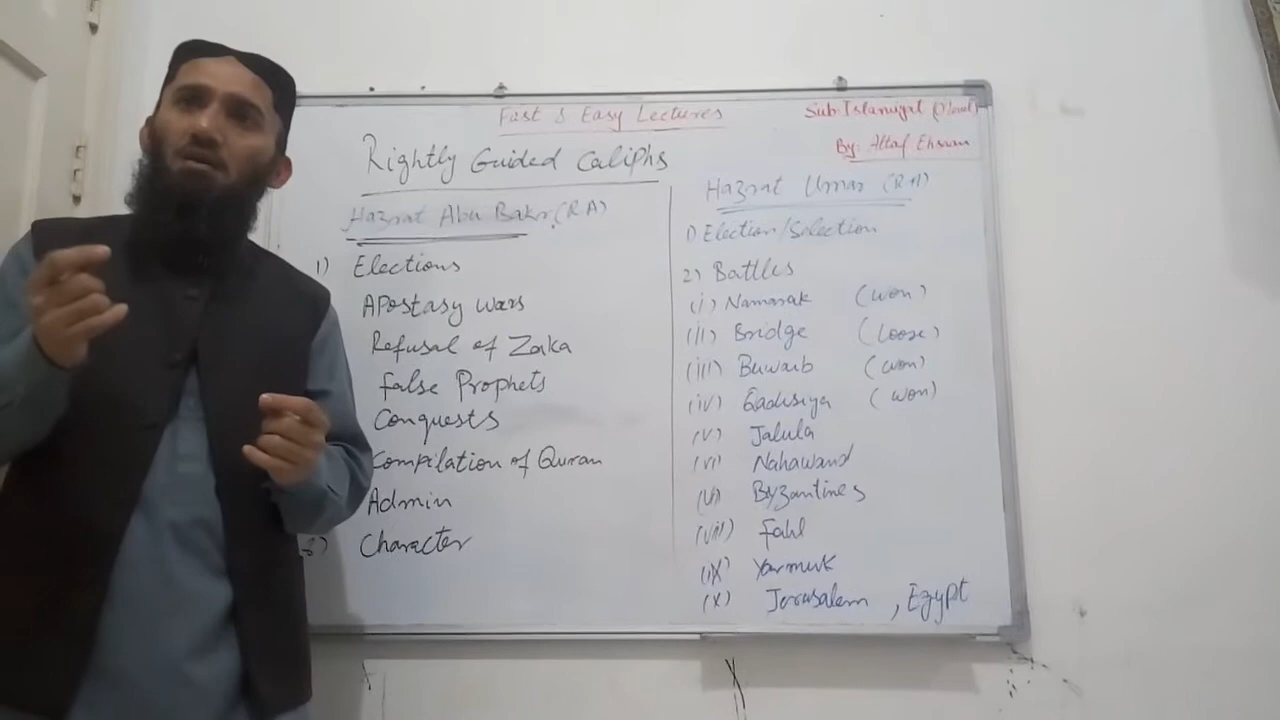 Fast & Easy Lectures
Sub: Islamiyat (O level)
By: Altaf Ehsan
Rightly Guided Caliphs
Hazrat Abu Bakr (R.A)
1) Elections
Apostasy wars
Refusal of Zaka
False Prophets
Conquests
Compilation of Quran
Admin
Character
Hazrat Umar (R.A)
1) Election/Selection
2) Battles
(i) Namarak (won)
(ii) Bridge (loose)
(iii) Buwaib (won)
(iv) Qadusiya (won)
(v) Jalula
(vi) Nahawand
(vi) Byzantines
(viii) Fahl
(ix) Yarmuk
(x) Jerusalem , Egypt